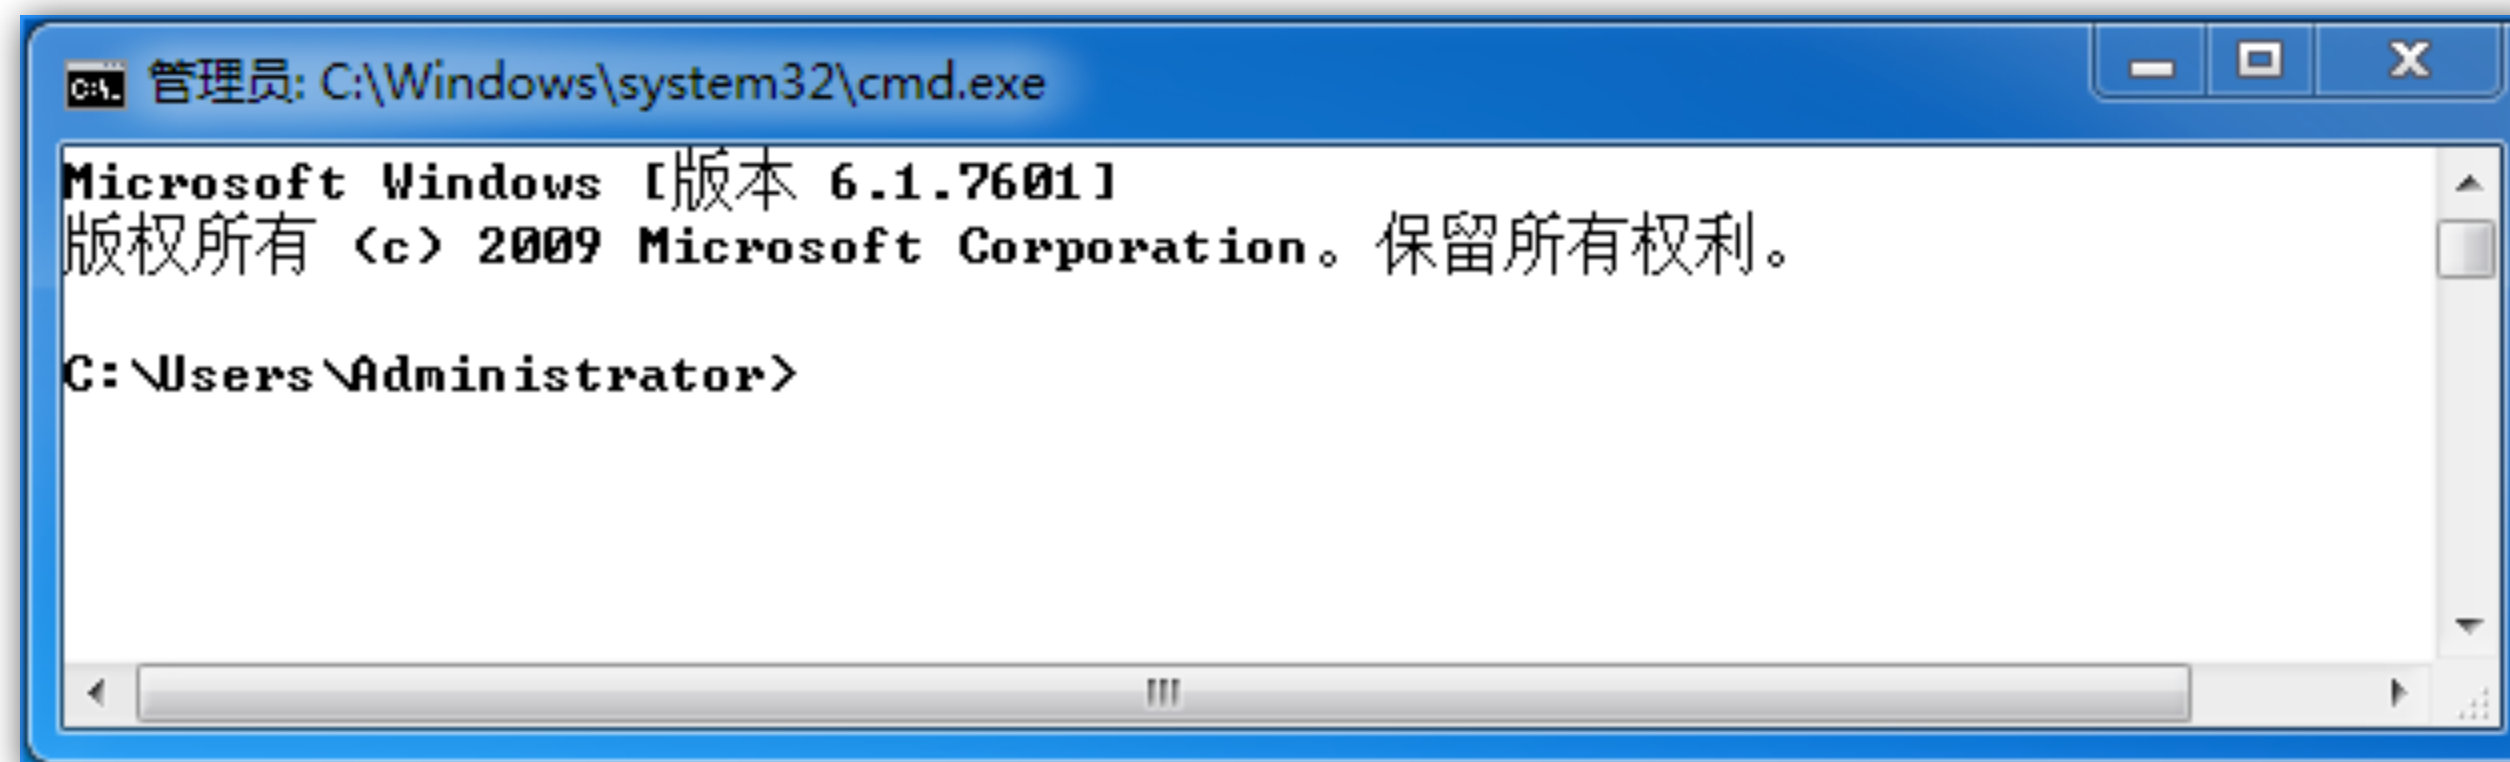 管理员: C:\Windows\system32\cmd.exe
Microsoft Windows [版本 6.1.7601]
版权所有 (c) 2009 Microsoft Corporation。保留所有权利。
C:\Users\Administrator>